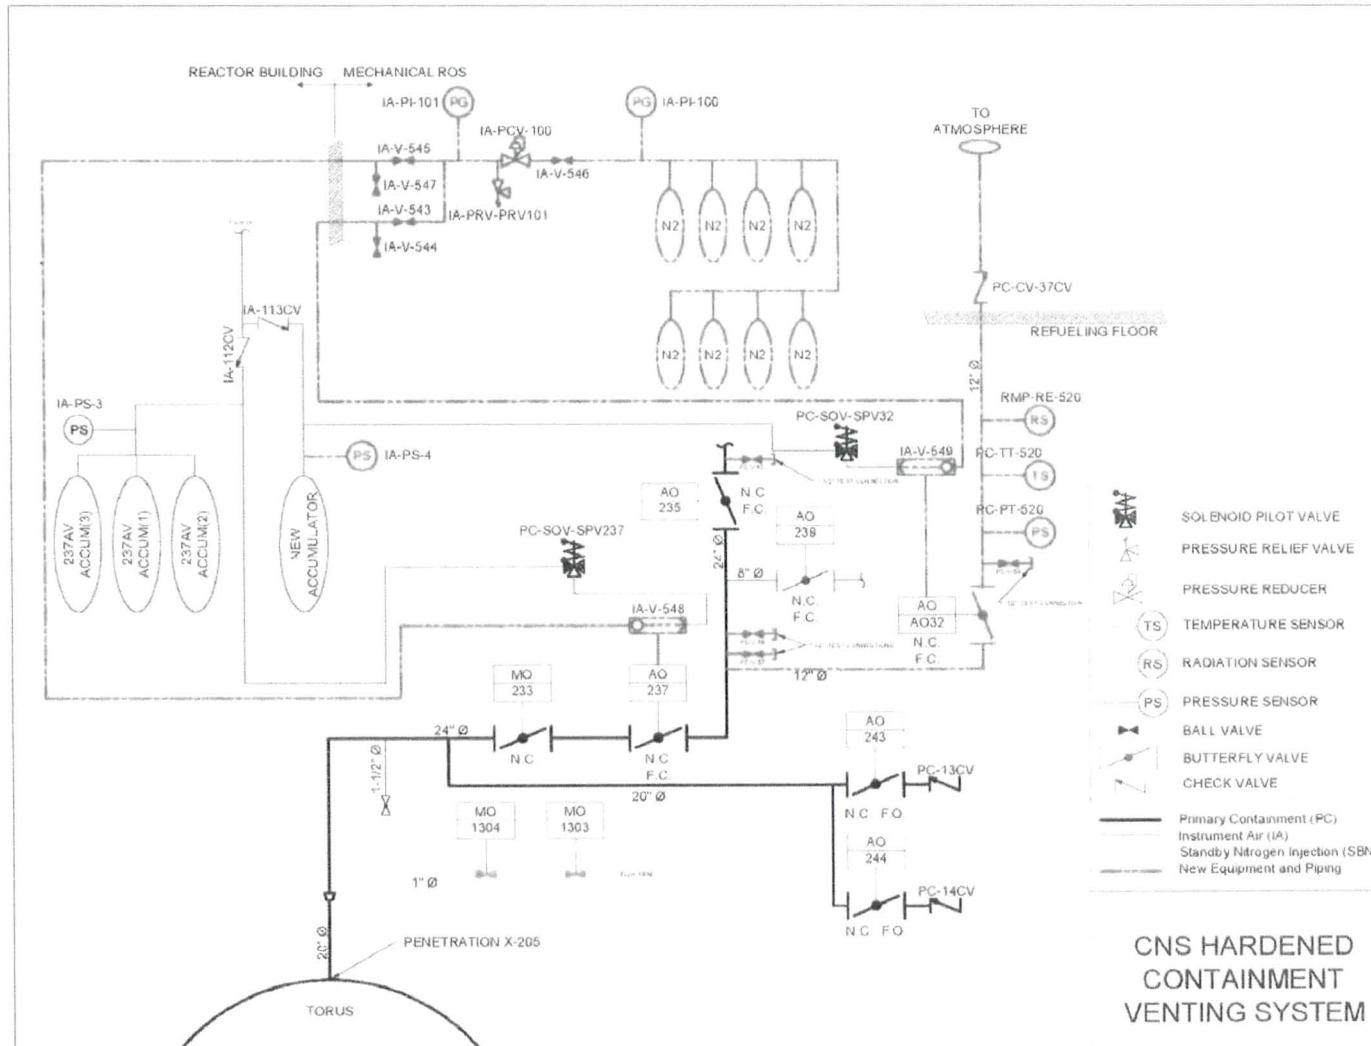 REACTOR BUILDING
MECHANICAL ROS
IA-PI-101
PG
PG
IA-PI-100
TO
ATMOSPHERE
IA-PCV-100
IA-V-545
IA-V-546
IA-V-547
IA-V-543
IA-PRV-PRV101
IA-V-544
N2
N2
N2
N2
PC-CV-37CV
REFUELING FLOOR
IA-113CV
IA-112CV
N2
N2
N2
N2
12" Ø
IA-PS-3
PS
RMP-RE-520
RS
PC-SOV-SPV32
IA-V-549
PS
IA-PS-4
PC-TT-520
TS
237AV
ACCUM(3)
237AV
ACCUM(1)
237AV
ACCUM(2)
NEW
ACCUMULATOR
AO
235
N.C
F.C.
PC-PT-520
PS
PC-SOV-SPV237
24" Ø
AO
238
8" Ø
N.C.
F.C.
IA-V-548
AO
AO32
N.C
F.C.
1/2" TEST CONNECTIONS
12" Ø
MO
233
AO
237
24" Ø
N.C
N.C
F.C.
1-1/2" Ø
20" Ø
AO
243
PC-13CV
N.C F.O.
MO
1304
MO
1303
AO
244
1" Ø
PC-14CV
N.C F.O
20" Ø
PENETRATION X-205
TORUS
SOLENOID PILOT VALVE
PRESSURE RELIEF VALVE
PRESSURE REDUCER
TS TEMPERATURE SENSOR
RS RADIATION SENSOR
PS PRESSURE SENSOR
BALL VALVE
BUTTERFLY VALVE
CHECK VALVE
Primary Containment (PC)
Instrument Air (IA)
Standby Nitrogen Injection (SBN
New Equipment and Piping
CNS HARDENED
CONTAINMENT
VENTING SYSTEM